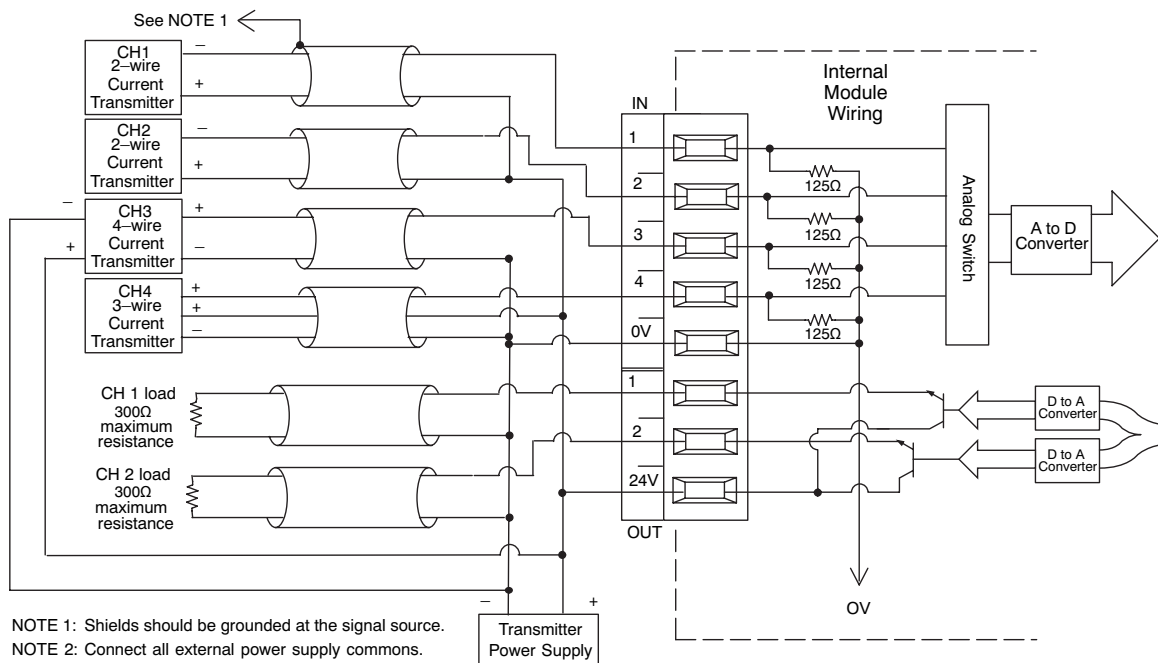 See NOTE 1
CH1
2–wire
Current
Transmitter
–
+
CH2
2–wire
Current
Transmitter
–
+
–
+
CH3
4–wire
Current
Transmitter
+
–
CH4
3–wire
Current
Transmitter
+
+
–
CH 1 load
300Ω
maximum
resistance
CH 2 load
300Ω
maximum
resistance
IN
1
2
3
4
0V
1
2
24V
OUT
Internal
Module
Wiring
125Ω
125Ω
125Ω
125Ω
Analog Switch
A to D
Converter
D to A
Converter
D to A
Converter
OV
–
+
Transmitter
Power Supply
NOTE 1: Shields should be grounded at the signal source.
NOTE 2: Connect all external power supply commons.